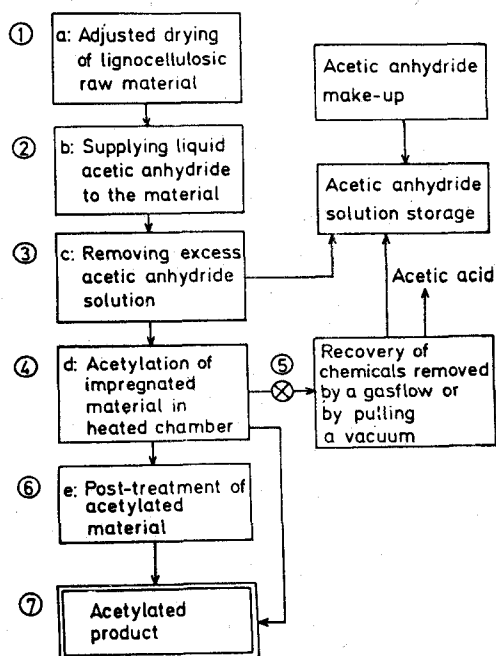 ①
a: Adjusted drying
of lignocellulosic
raw material
②
b: Supplying liquid
acetic anhydride
to the material
③
c: Removing excess
acetic anhydride
solution
④
d: Acetylation of
impregnated
material in
heated chamber
⑤
⑥
e: Post-treatment of
acetylated
material
⑦
Acetylated
product
Acetic anhydride
make-up
Acetic anhydride
solution storage
Acetic acid
Recovery of
chemicals removed
by a gasflow or
by pulling
a vacuum